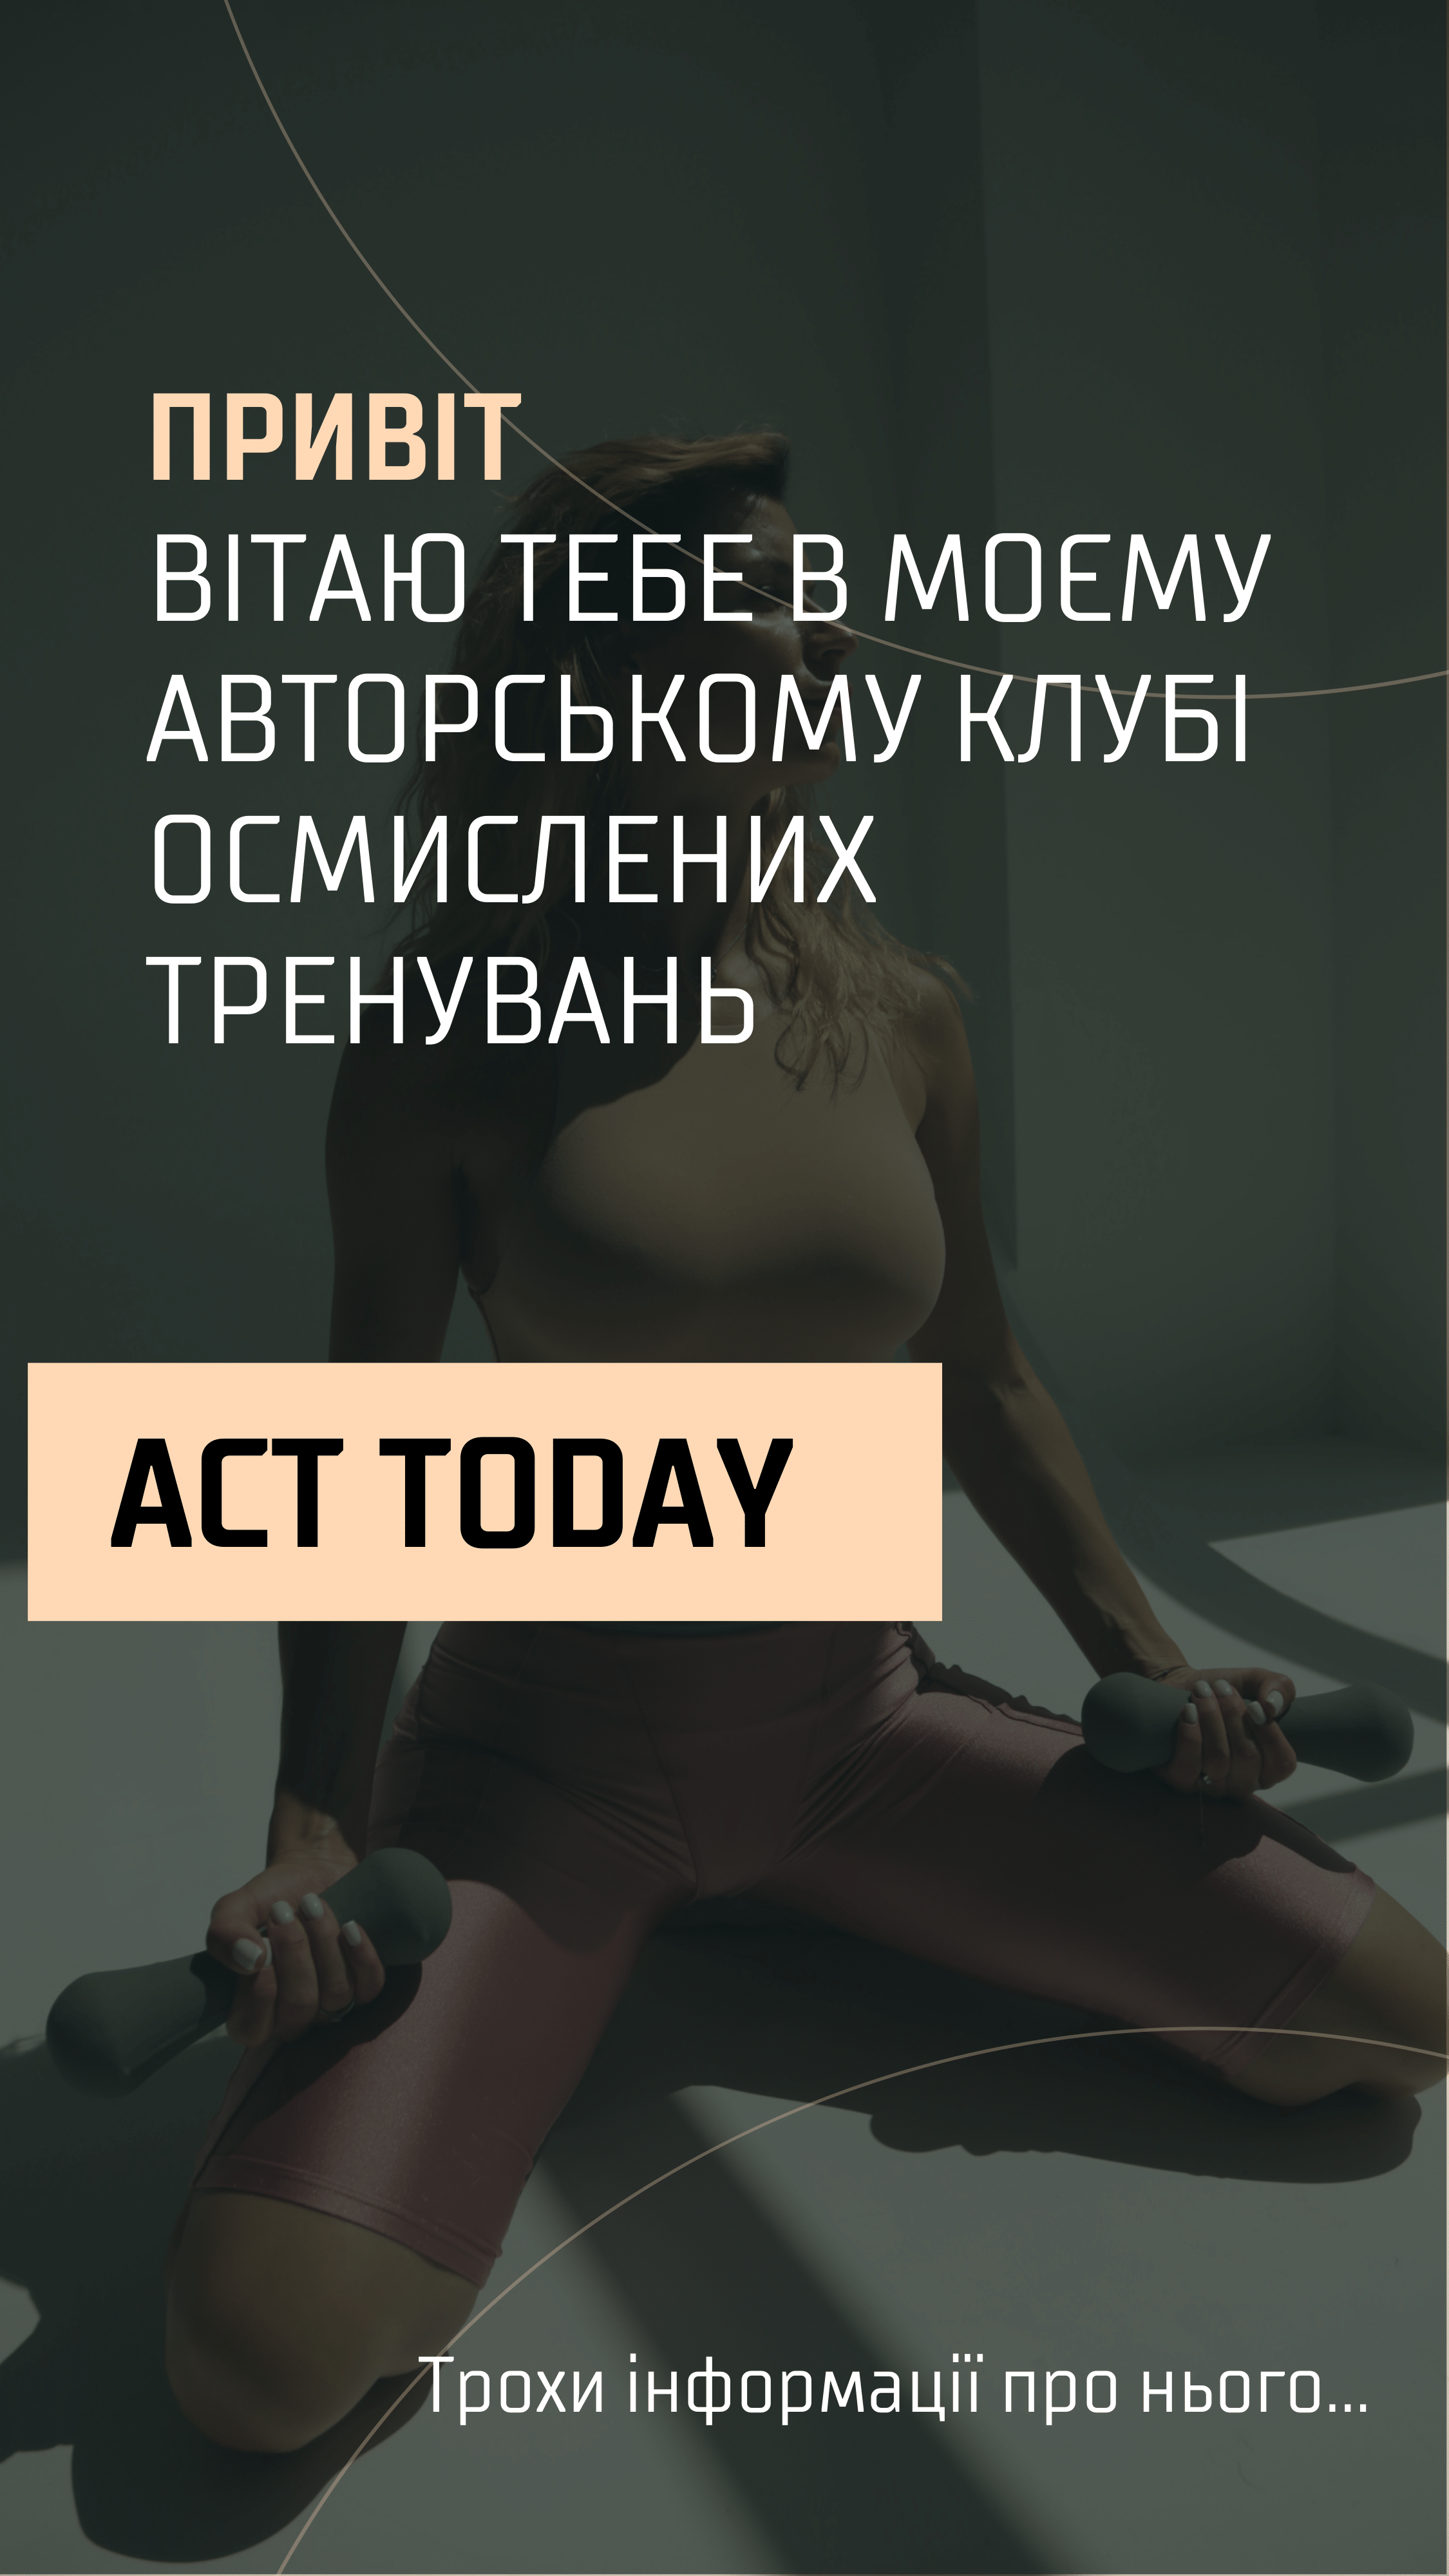 ПРИВІТ
ВІТАЮ ТЕБЕ В МОЄМУ
АВТОРСЬКОМУ КЛУБІ
ОСМИСЛЕНИХ
ТРЕНУВАНЬ
ACT TODAY
Трохи інформації про нього...